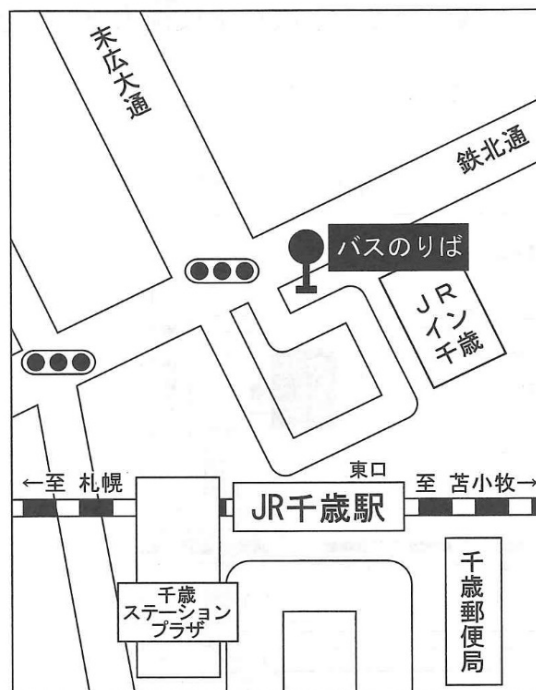 末広大通
鉄北通
バスのりば
JR
イン
千歳
東口
←至 札幌
JR千歳駅
至 苫小牧→
千歳
ステーション
プラザ
千歳郵便局